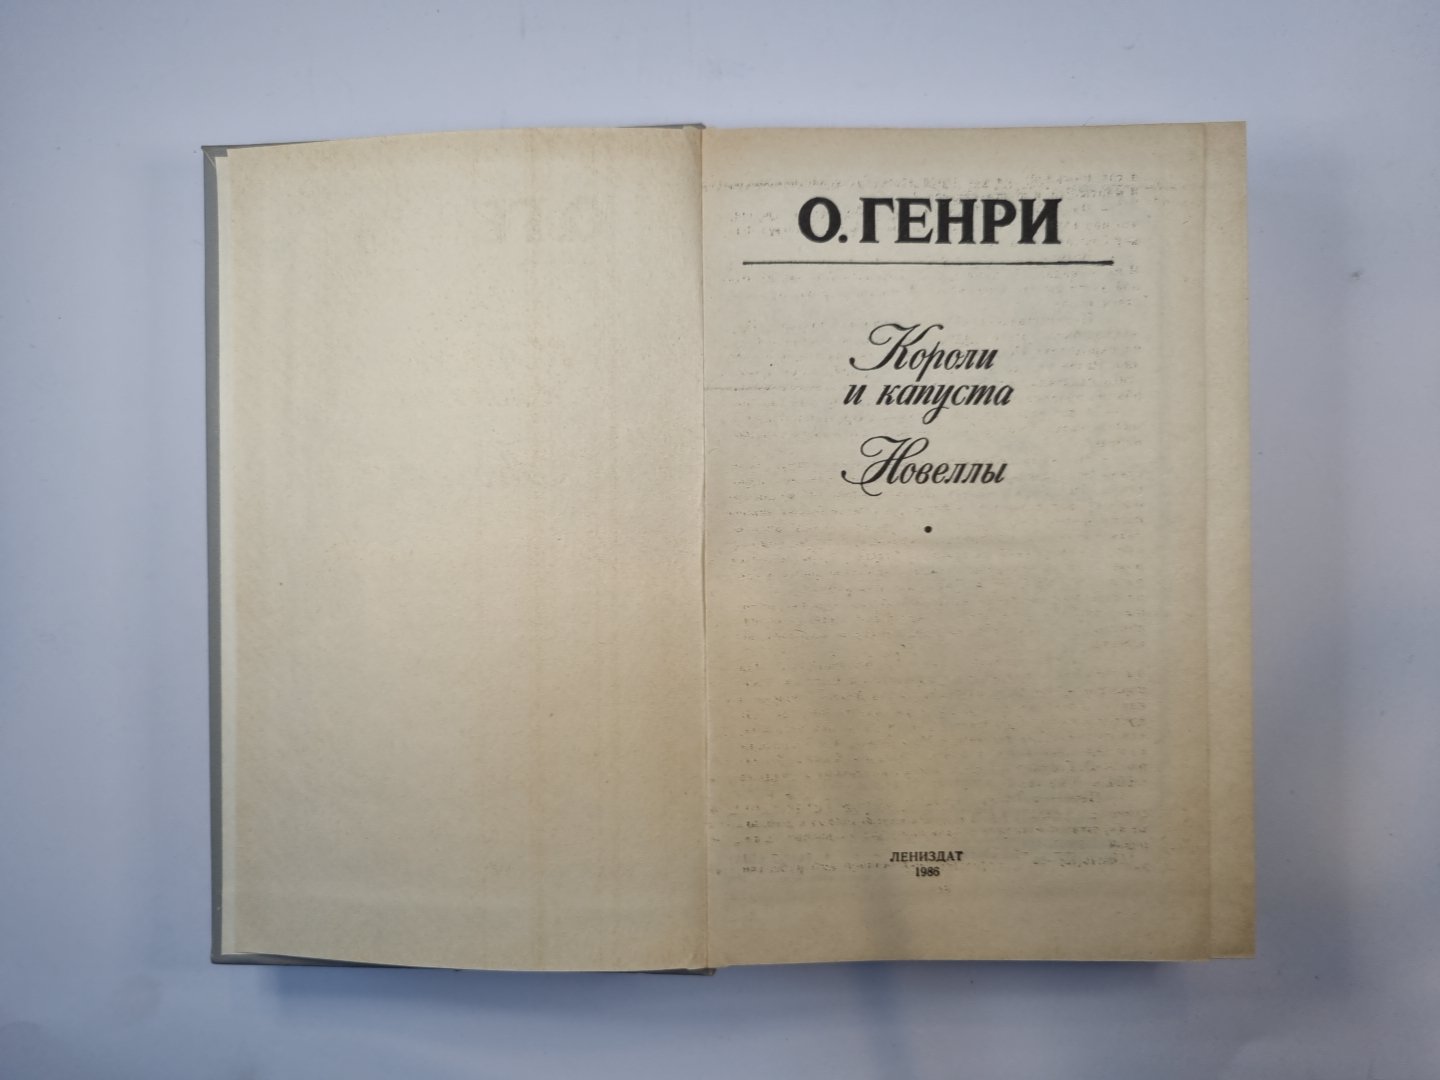 О. ГЕНРИ
Короли
и капуста
Новеллы
•
ЛЕНИЗДАТ
1986